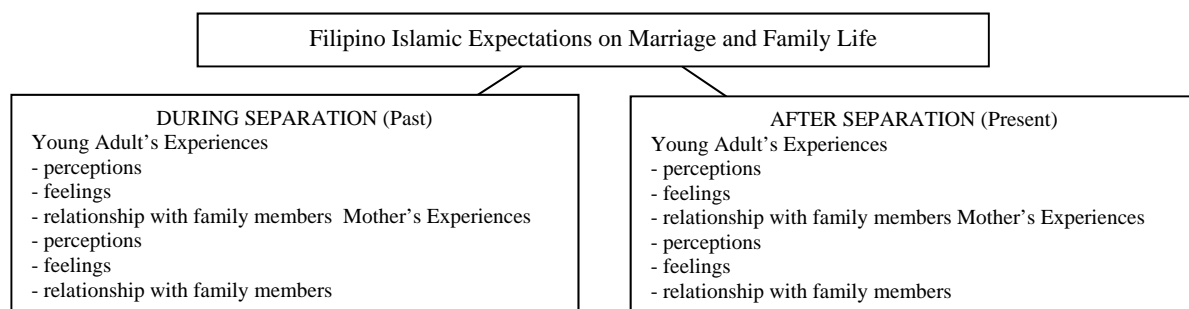 Filipino Islamic Expectations on Marriage and Family Life
DURING SEPARATION (Past)
Young Adult’s Experiences
- perceptions
- feelings
- relationship with family members Mother’s Experiences
- perceptions
- feelings
- relationship with family members
AFTER SEPARATION (Present)
Young Adult’s Experiences
- perceptions
- feelings
- relationship with family members Mother’s Experiences
- perceptions
- feelings
- relationship with family members